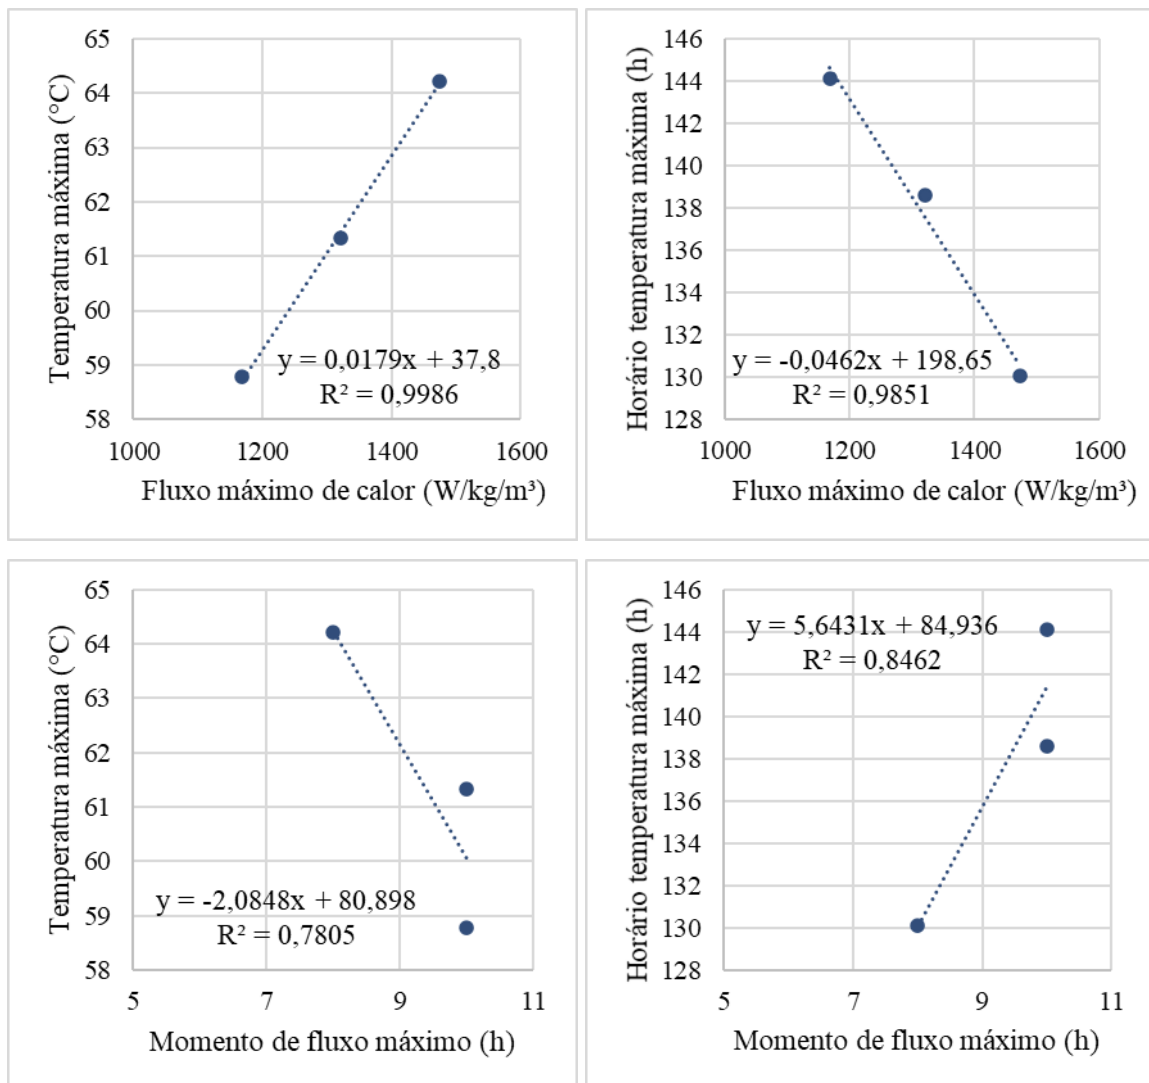 Temperatura máxima (°C)
65
64
63
62
61
60
59
58
y = 0,0179x + 37,8
R² = 0,9986
1000 1200 1400 1600
Fluxo máximo de calor (W/kg/m³)
Horário temperatura máxima (h)
146
144
142
140
138
136
134
132
130
128
y = -0,0462x + 198,65
R² = 0,9851
1000 1200 1400 1600
Fluxo máximo de calor (W/kg/m³)
Temperatura máxima (°C)
65
64
63
62
61
60
59
58
y = -2,0848x + 80,898
R² = 0,7805
5 7 9 11
Momento de fluxo máximo (h)
Horário temperatura máxima (h)
146
144
142
140
138
136
134
132
130
128
y = 5,6431x + 84,936
R² = 0,8462
5 7 9 11
Momento de fluxo máximo (h)